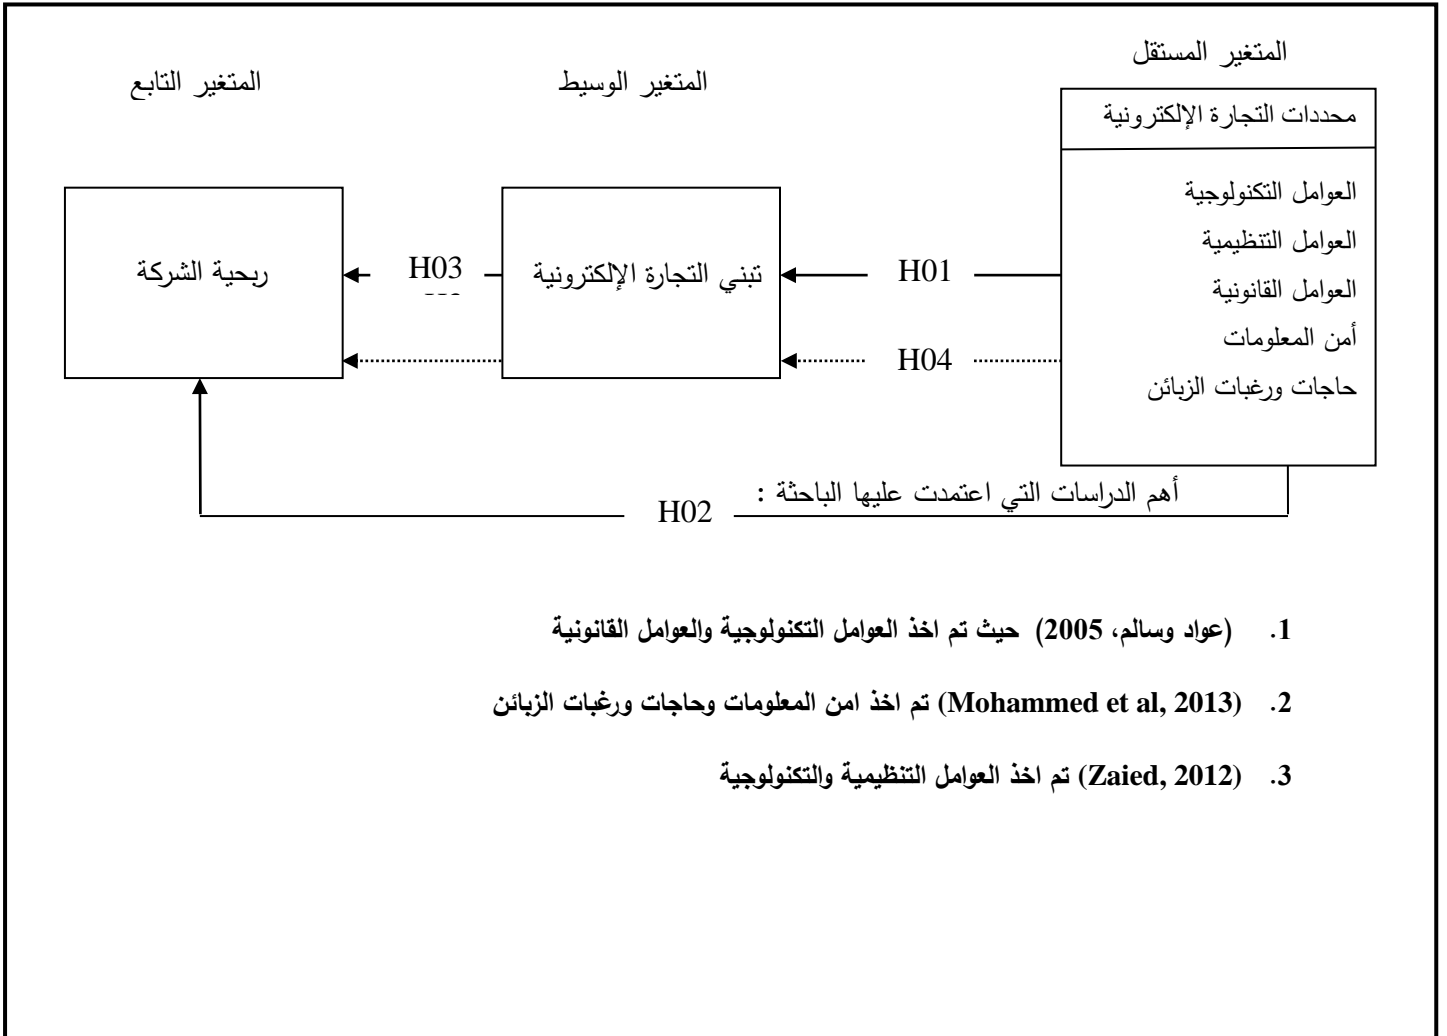 المتغير المستقل
المتغير الوسيط
المتغير التابع
محددات التجارة الإلكترونية
العوامل التكنولوجية
العوامل التنظيمية
العوامل القانونية
أمن المعلومات
حاجات ورغبات الزبائن
H01
تبني التجارة الإلكترونية
H03
ربحية الشركة
H04
أهم الدراسات التي اعتمدت عليها الباحثة :
H02
1. (عواد وسالم، 2005) حيث تم اخذ العوامل التكنولوجية والعوامل القانونية
2. (Mohammed et al, 2013) تم اخذ امن المعلومات وحاجات ورغبات الزبائن
3. (Zaied, 2012) تم اخذ العوامل التنظيمية والتكنولوجية